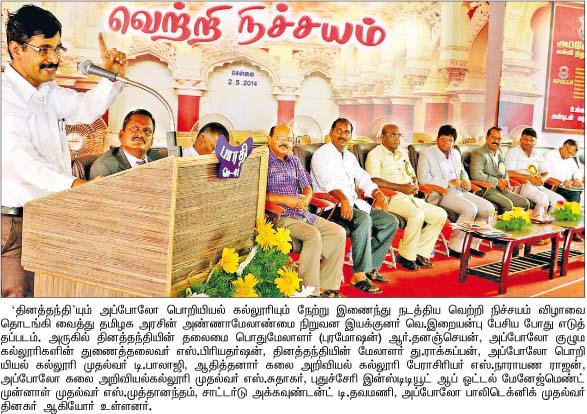 வெற்றி நிச்சயம்
சென்னை
2.5.2014
APOLLO
பாரதி
'தினத்தந்தி'யும் அப்போலோ பொறியியல் கல்லூரியும் நேற்று இணைந்து நடத்திய வெற்றி நிச்சயம் விழாவை
தொடங்கி வைத்து தமிழக அரசின் அண்ணாமேலாண்மை நிறுவன இயக்குனர் வெ.இறையன்பு பேசிய போது எடுத்
தப்படம். அருகில் தினத்தந்தியின் தலைமை பொதுமேலாளர் (புரமோஷன்) ஆர்.தனஞ்செயன், அப்போலோ குழும
கல்லூரிகளின் துணைத்தலைவர் எஸ்.பிரியதர்ஷன், தினத்தந்தியின் மேலாளர் து.ராக்கப்பன், அப்போலோ பொறி
யியல் கல்லூரி முதல்வர் டி.பாலாஜி, ஆதித்தனார் கலை அறிவியல் கல்லூரி பேராசிரியர் எஸ்.நாராயண ராஜன்,
அப்போலோ கலை அறிவியல்கல்லூரி முதல்வர் எஸ்.சுதாகர், புதுச்சேரி இன்ஸ்டிடியூட் ஆப் ஓட்டல் மேனேஜ்மெண்ட்
முன்னாள் முதல்வர் எஸ்.முத்தானந்தம், சாட்டர்டு அக்கவுண்டன்ட் டி.தவமணி, அப்போலோ பாலிடெக்னிக் முதல்வர்
தினகர் ஆகியோர் உள்ளனர்.